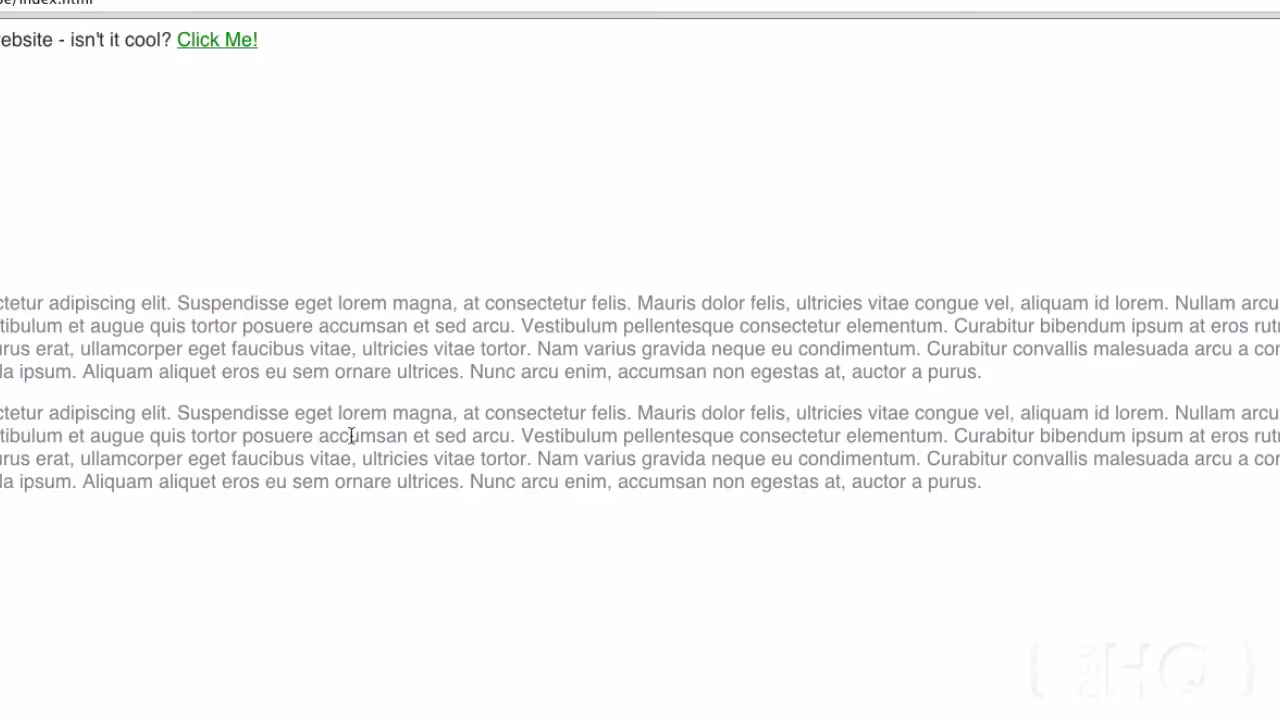 /index.html
ebsite - isn't it cool? Click Me!
ctetur adipiscing elit. Suspendisse eget lorem magna, at consectetur felis. Mauris dolor felis, ultricies vitae congue vel, aliquam id lorem. Nullam arcu
tibulum et augue quis tortor posuere accumsan et sed arcu. Vestibulum pellentesque consectetur elementum. Curabitur bibendum ipsum at eros rut
urus erat, ullamcorper eget faucibus vitae, ultricies vitae tortor. Nam varius gravida neque eu condimentum. Curabitur convallis malesuada arcu a co
la ipsum. Aliquam aliquet eros eu sem ornare ultrices. Nunc arcu enim, accumsan non egestas at, auctor a purus.
ctetur adipiscing elit. Suspendisse eget lorem magna, at consectetur felis. Mauris dolor felis, ultricies vitae congue vel, aliquam id lorem. Nullam arcu
tibulum et augue quis tortor posuere accumsan et sed arcu. Vestibulum pellentesque consectetur elementum. Curabitur bibendum ipsum at eros rut
urus erat, ullamcorper eget faucibus vitae, ultricies vitae tortor. Nam varius gravida neque eu condimentum. Curabitur convallis malesuada arcu a co
la ipsum. Aliquam aliquet eros eu sem ornare ultrices. Nunc arcu enim, accumsan non egestas at, auctor a purus.
{ DEV HQ }